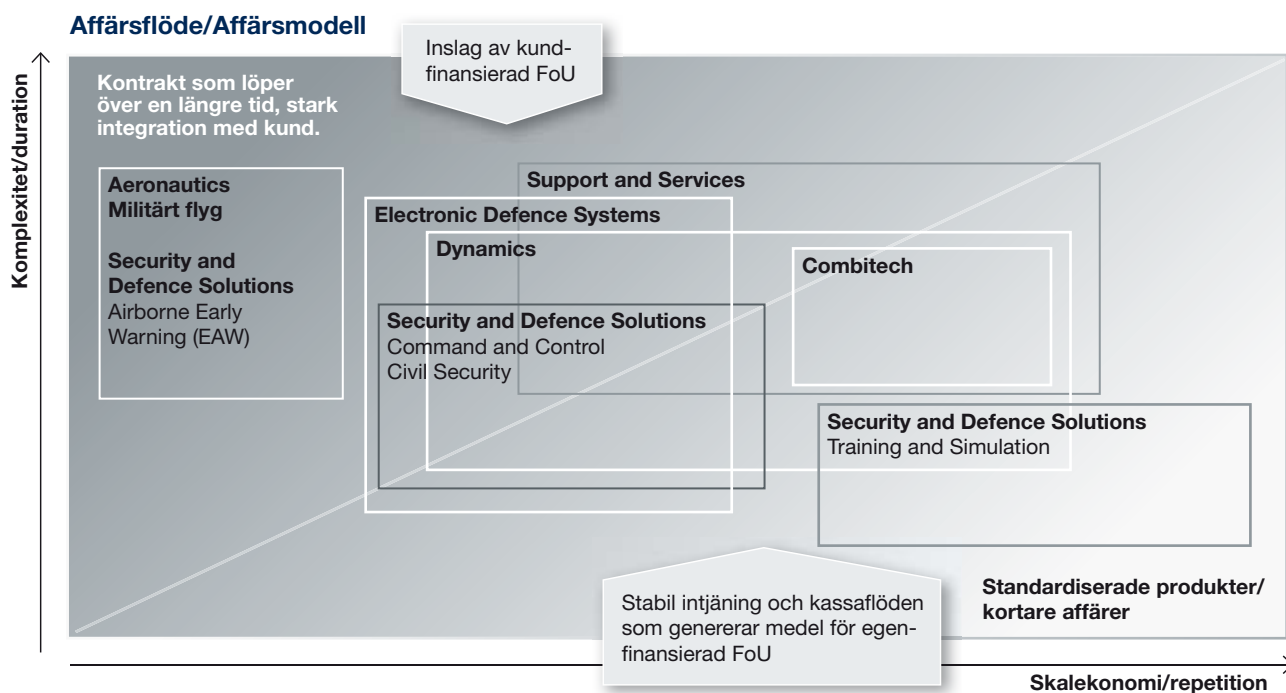 Affärsflöde/Affärsmodell
Inslag av kund-
finansierad FoU
Komplexitet/duration
Kontrakt som löper
över en längre tid, stark
integration med kund.
Aeronautics
Militärt flyg
Security and
Defence Solutions
Airborne Early
Warning (EAW)
Support and Services
Electronic Defence Systems
Dynamics
Combitech
Security and Defence Solutions
Command and Control
Civil Security
Security and Defence Solutions
Training and Simulation
Stabil intjäning och kassaflöden
som genererar medel för egen-
finansierad FoU
Standardiserade produkter/
kortare affärer
Skalekonomi/repetition